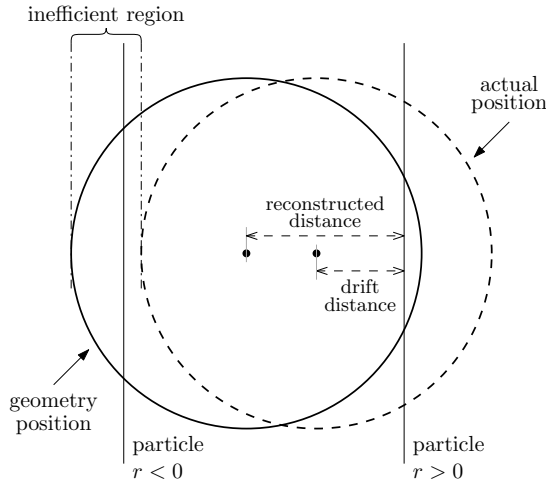 inefficient region
actual
position
reconstructed
distance
drift
distance
geometry
position
particle
r < 0
particle
r > 0